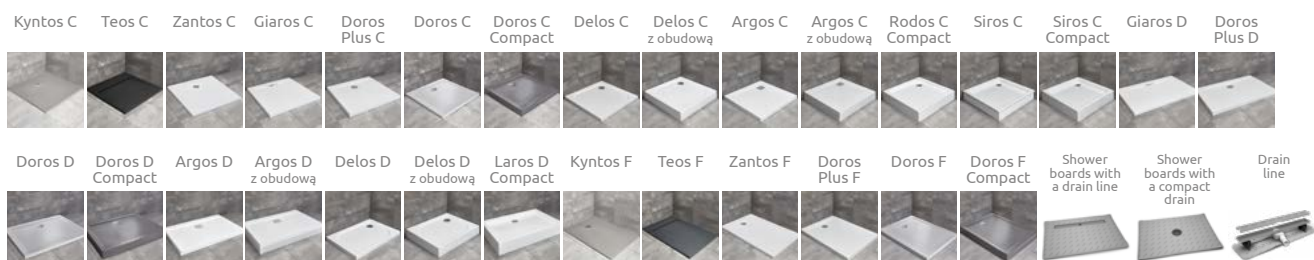 Kyntos C
Teos C
Zantos C
Giaros C
Doros
Plus C
Doros C
Doros C
Compact
Delos C
Delos C
z obudową
Argos C
Argos C
z obudową
Rodos C
Compact
Siros C
Siros C
Compact
Giaros D
Doros
Plus D
Doros D
Doros D
Compact
Argos D
Argos D
z obudową
Delos D
Delos D
z obudową
Laros D
Compact
Kyntos F
Teos F
Zantos F
Doros
Plus F
Doros F
Doros F
Compact
Shower
boards with
a drain line
Shower
boards with
a compact
drain
Drain
line